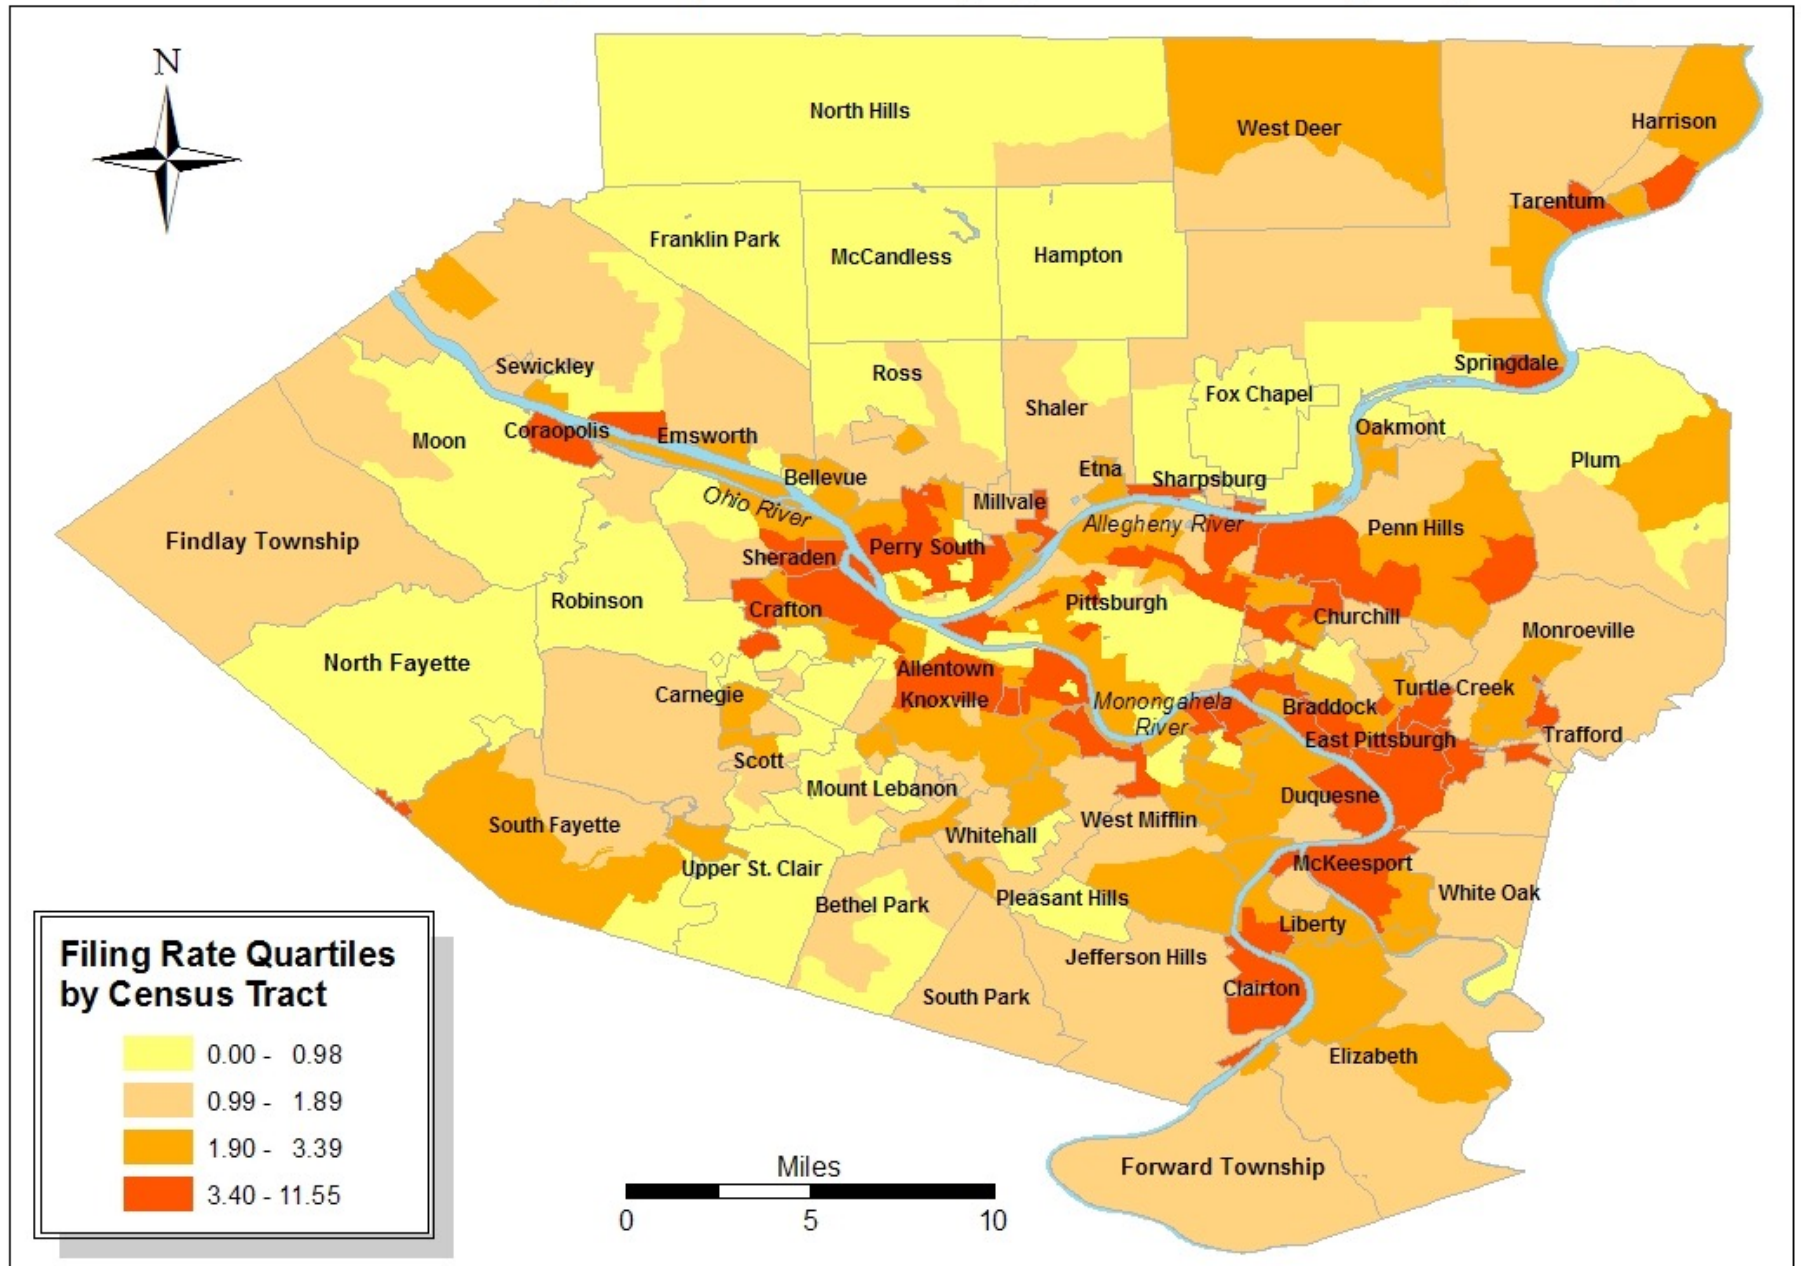 N
North Hills
West Deer
Harrison
Tarentum
Franklin Park
McCandless
Hampton
Sewickley
Ross
Springdale
Fox Chapel
Shaler
Moon
Coraopolis
Emsworth
Oakmont
Bellevue
Etna
Sharpsburg
Plum
Ohio River
Millvale
Allegheny River
Penn Hills
Findlay Township
Sheraden
Perry South
Robinson
Crafton
Pittsburgh
Churchill
Monroeville
North Fayette
Carnegie
Allentown
Knoxville
Monongahela
River
Turtle Creek
Braddock
East Pittsburgh
Trafford
Scott
Mount Lebanon
Duquesne
South Fayette
Whitehall
West Mifflin
Upper St. Clair
McKeesport
White Oak
Bethel Park
Pleasant Hills
Liberty
Jefferson Hills
South Park
Clairton
Elizabeth
Forward Township
Filing Rate Quartiles
by Census Tract
0.00 - 0.98
0.99 - 1.89
1.90 - 3.39
3.40 - 11.55
Miles
0 5 10